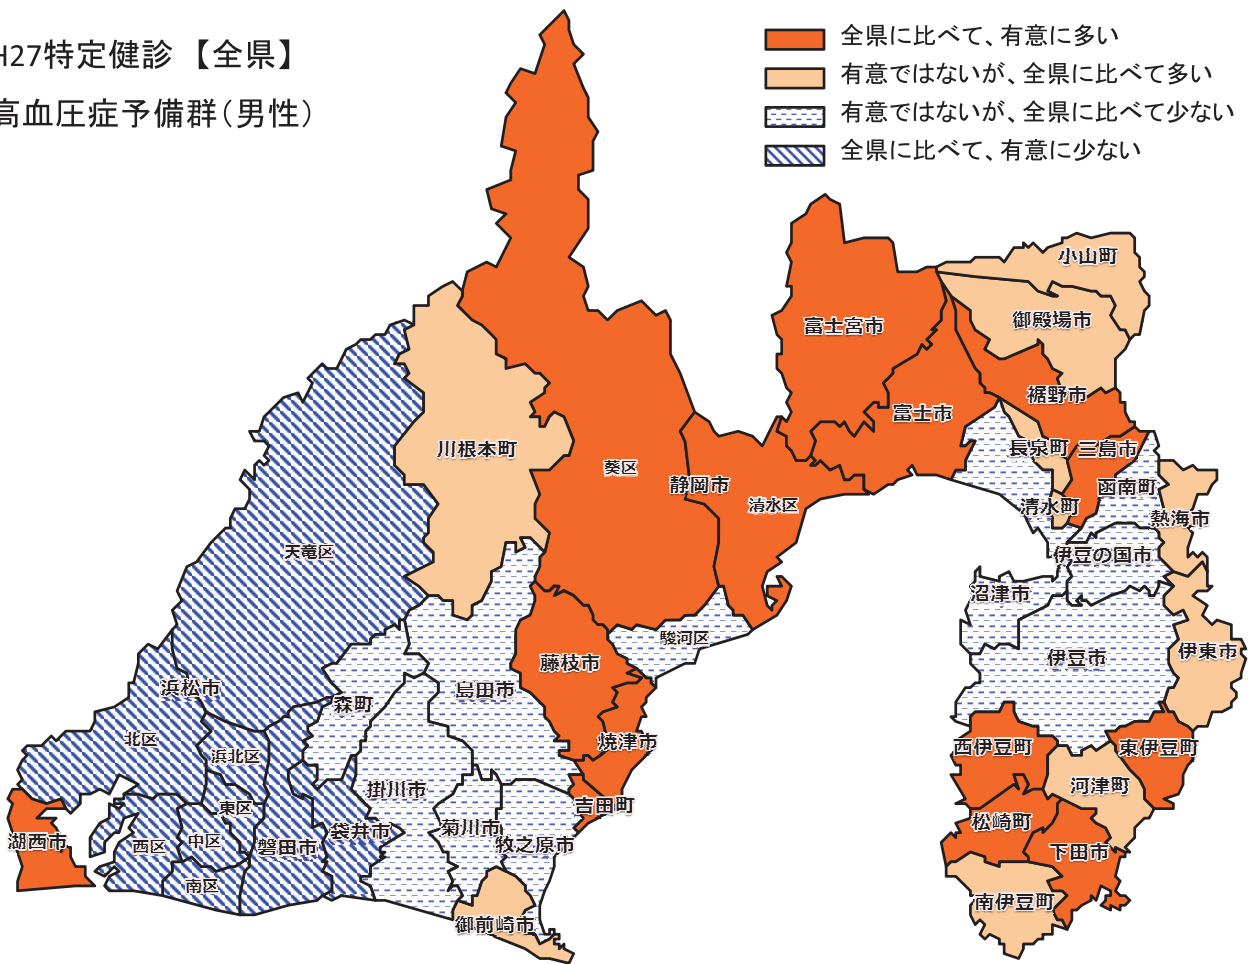 H27特定健診 【全県】
高血圧症予備群(男性)
全県に比べて、有意に多い
有意ではないが、全県に比べて多い
有意ではないが、全県に比べて少ない
全県に比べて、有意に少ない
小山町
御殿場市
富士宮市
裾野市
富士市
長泉町
三島市
川根本町
葵区
静岡市
清水区
清水町
函南町
熱海市
天竜区
伊豆の国市
沼津市
駿河区
伊豆市
伊東市
藤枝市
浜松市
島田市
森町
北区
浜北区
焼津市
西伊豆町
東伊豆町
掛川市
河津町
東区
吉田町
湖西市
西区
中区
磐田市
袋井市
菊川市
牧之原市
松崎町
下田市
南区
御前崎市
南伊豆町